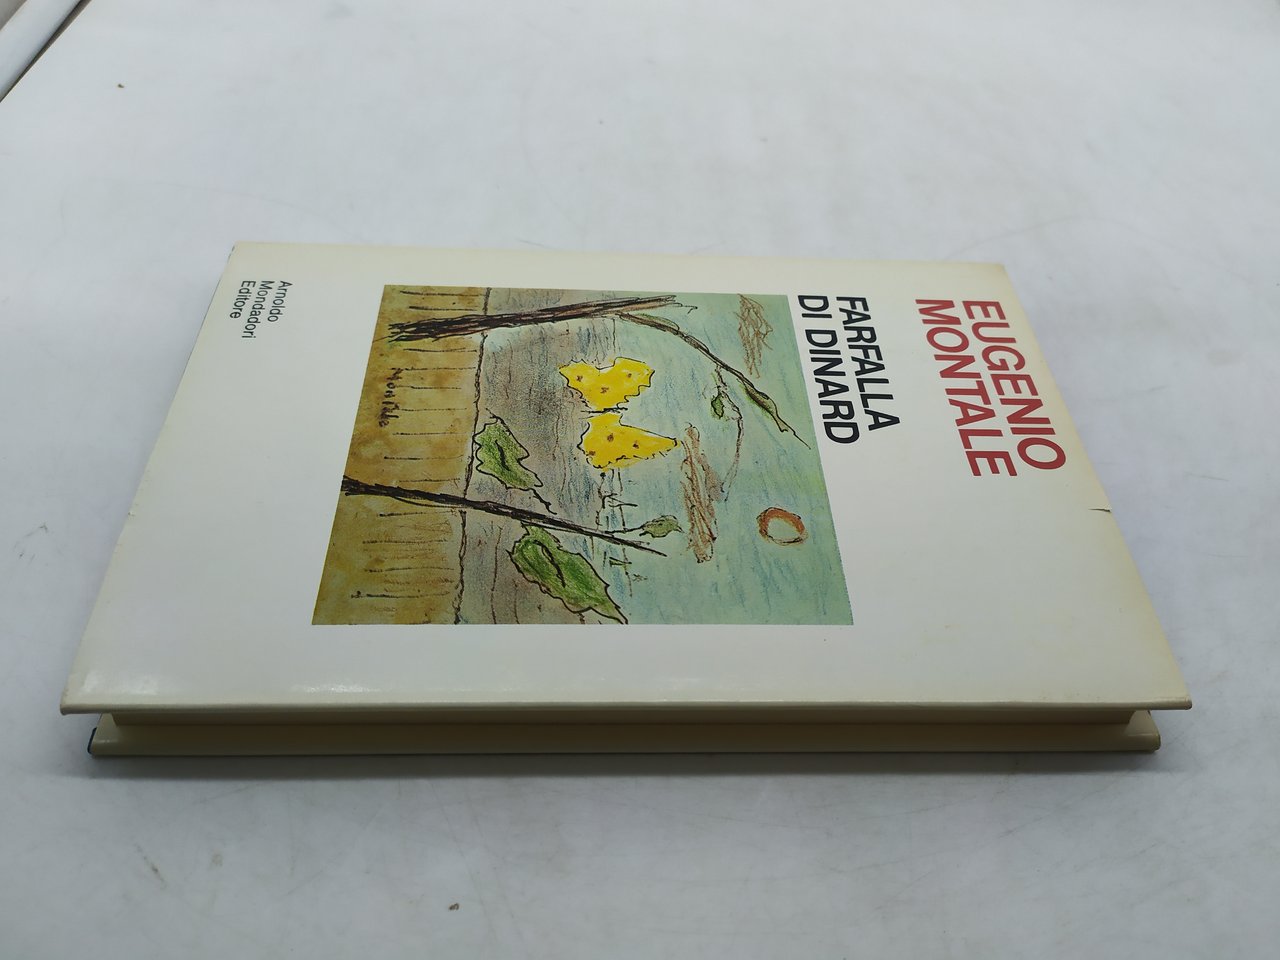 EUGENIO
MONTALE
FARFALLA
DI DINARD
Montale
Arnoldo
Mondadori
Editore